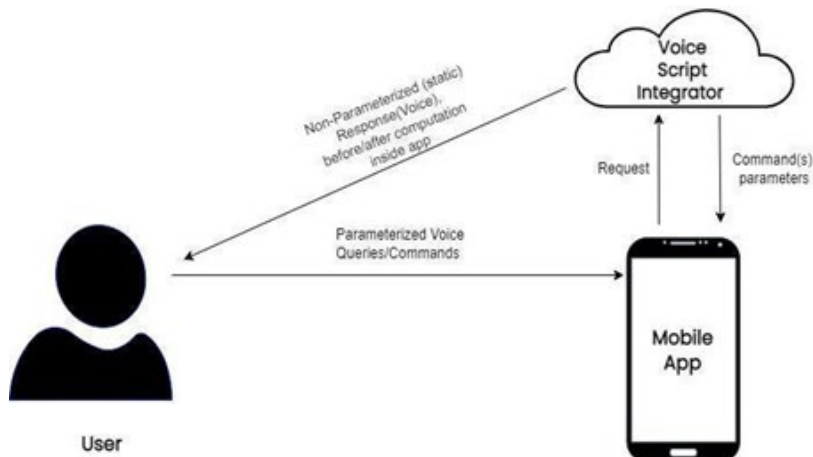 Voice
Script
Integrator
Non-Parameterized (static)
Response(Voice),
before/after computation
inside app
Request
Command(s)
parameters
Parameterized Voice
Queries/Commands
Mobile
App
User